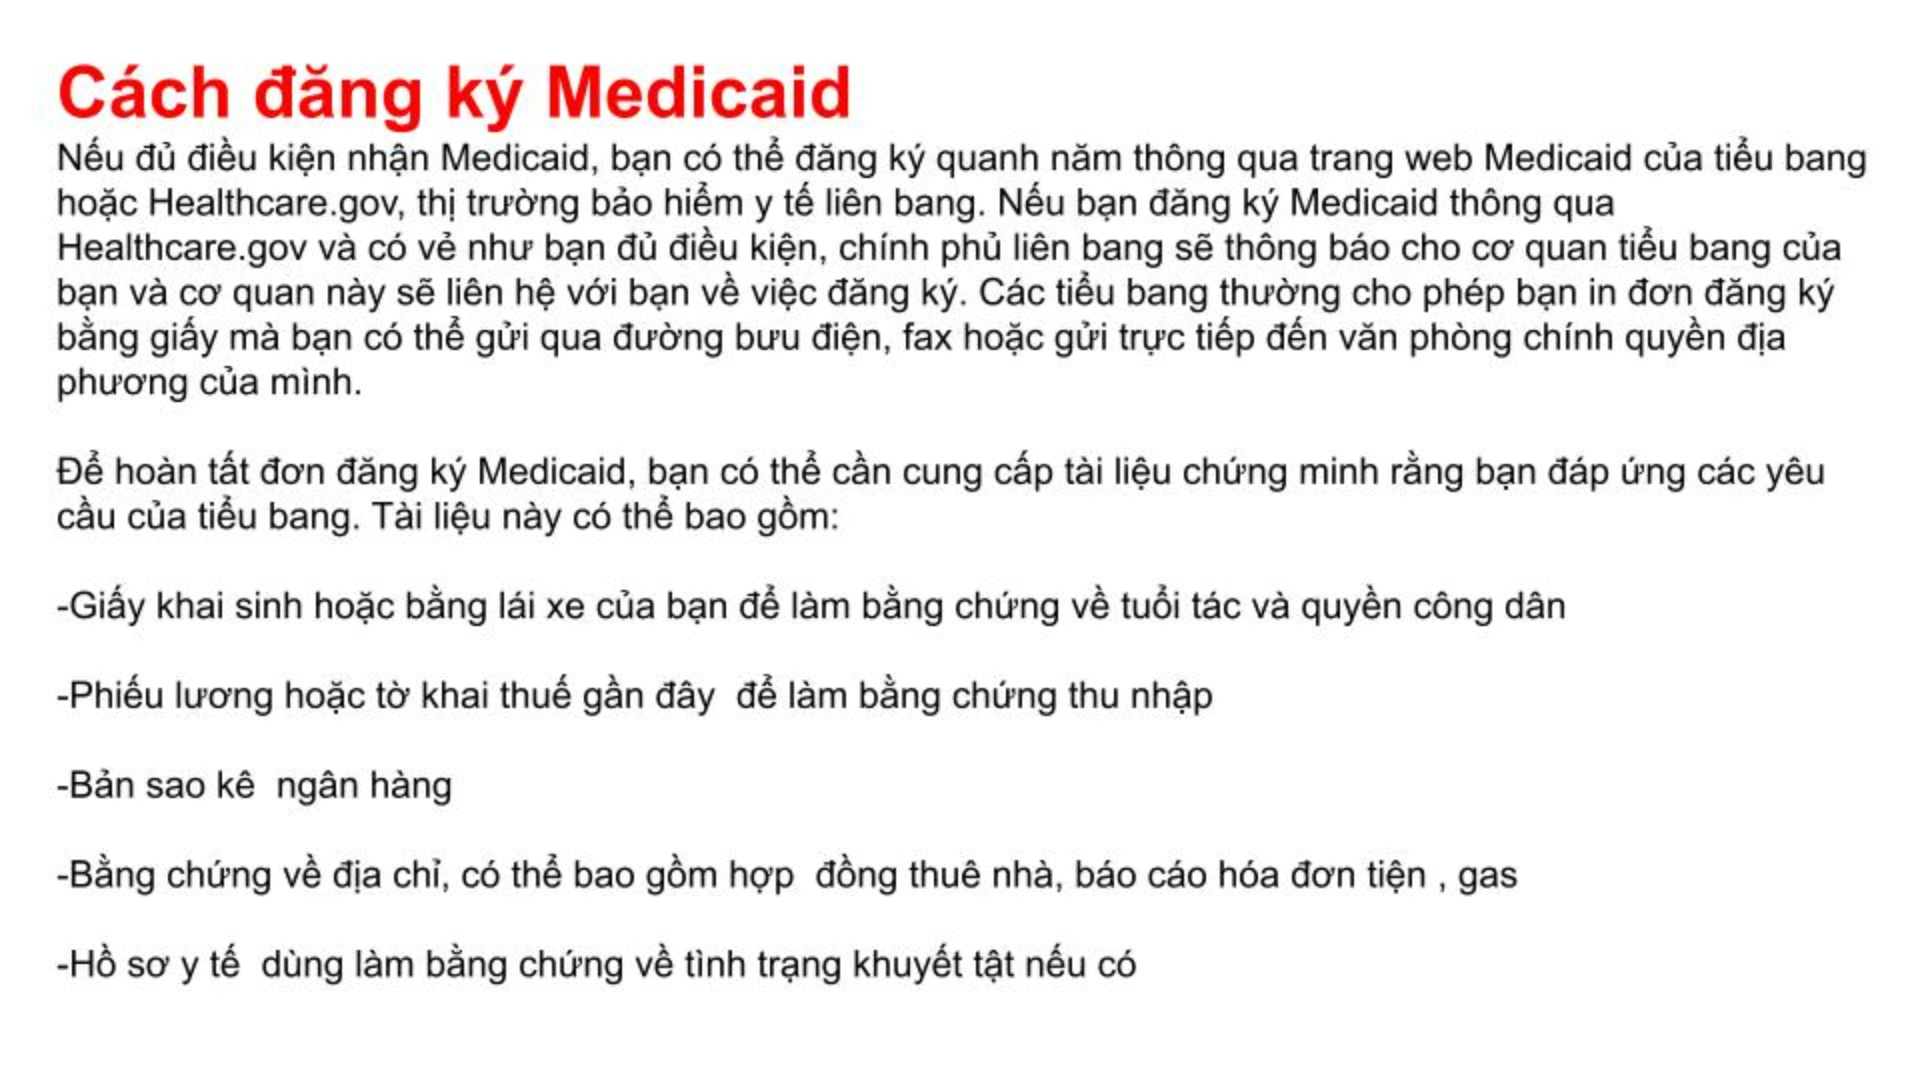 Cách đăng ký Medicaid
Nếu đủ điều kiện nhận Medicaid, bạn có thể đăng ký quanh năm thông qua trang web Medicaid của tiểu bang
hoặc Healthcare.gov, thị trường bảo hiểm y tế liên bang. Nếu bạn đăng ký Medicaid thông qua
Healthcare.gov và có vẻ như bạn đủ điều kiện, chính phủ liên bang sẽ thông báo cho cơ quan tiểu bang của
bạn và cơ quan này sẽ liên hệ với bạn về việc đăng ký. Các tiểu bang thường cho phép bạn in đơn đăng ký
bằng giấy mà bạn có thể gửi qua đường bưu điện, fax hoặc gửi trực tiếp đến văn phòng chính quyền địa
phương của mình.
Để hoàn tất đơn đăng ký Medicaid, bạn có thể cần cung cấp tài liệu chứng minh rằng bạn đáp ứng các yêu
cầu của tiểu bang. Tài liệu này có thể bao gồm:
-Giấy khai sinh hoặc bằng lái xe của bạn để làm bằng chứng về tuổi tác và quyền công dân
-Phiếu lương hoặc tờ khai thuế gần đây  để làm bằng chứng thu nhập
-Bản sao kê  ngân hàng
-Bằng chứng về địa chỉ, có thể bao gồm hợp  đồng thuê nhà, báo cáo hóa đơn tiện , gas
-Hồ sơ y tế  dùng làm bằng chứng về tình trạng khuyết tật nếu có